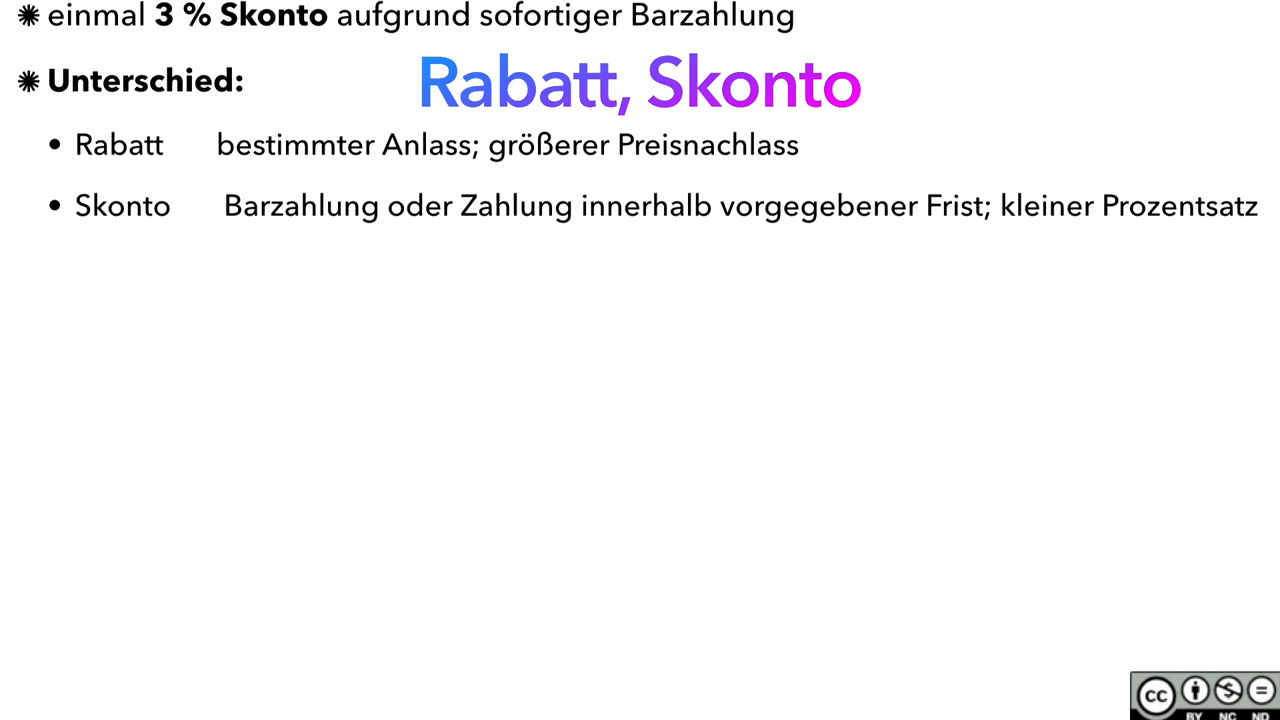 ✷ einmal 3 % Skonto aufgrund sofortiger Barzahlung
✷ Unterschied:
Rabatt, Skonto
• Rabatt bestimmter Anlass; größerer Preisnachlass
• Skonto Barzahlung oder Zahlung innerhalb vorgegebener Frist; kleiner Prozentsatz
cc
BY NC ND